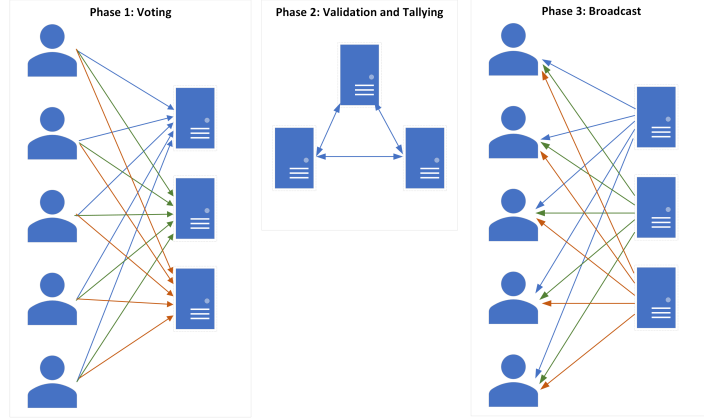 Phase 1: Voting
Phase 2: Validation and Tallying
Phase 3: Broadcast